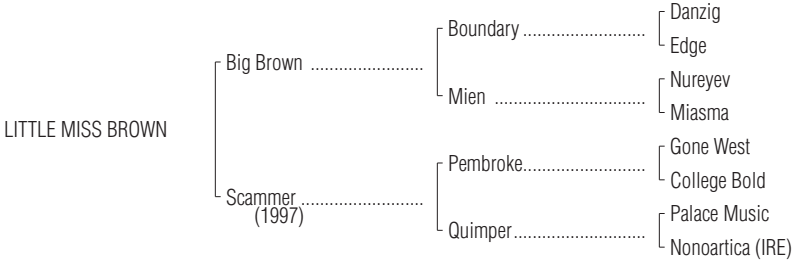 Danzig
Boundary ..............................
Edge
Big Brown ............................
Nureyev
Mien .....................................
Miasma
LITTLE MISS BROWN
Gone West
Pembroke..............................
College Bold
Scammer ..............................
(1997)
Palace Music
Quimper................................
Nonoartica (IRE)